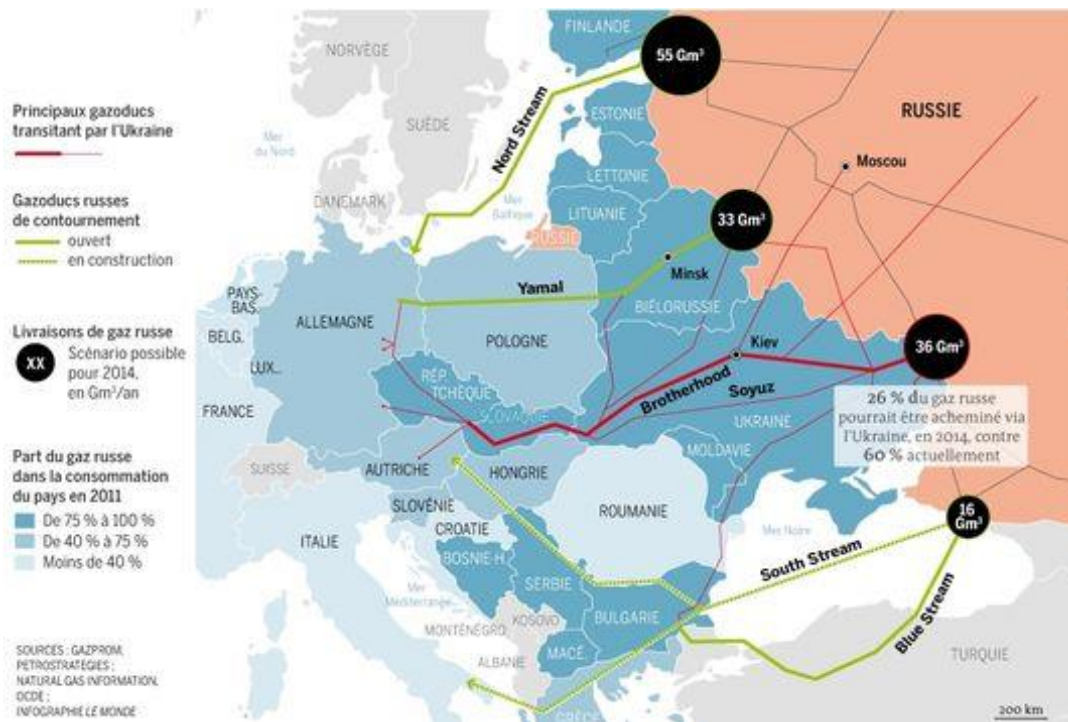 Principaux gazoducs
transitant par l'Ukraine
Gazoducs russes
de contournement
ouvert
en construction
Livraisons de gaz russe
XX
Scénario possible
pour 2014,
en Gm³/an
Part du gaz russe
dans la consommation
du pays en 2011
De 75 % à 100 %
De 40 % à 75 %
Moins de 40 %
SOURCES : GAZPROM,
PETROSTRATÉGIES ;
NATURAL GAS INFORMATION,
OCDE ;
INFOGRAPHIE LE MONDE
NORVÈGE
FINLANDE
55 Gm³
SUÈDE
ESTONIE
RUSSIE
Mer
du Nord
Nord Stream
Moscou
LETTONIE
DANEMARK
Mer
Baltique
LITUANIE
33 Gm³
RUSSIE
Minsk
PAYS-
BAS.
Yamal
BIÉLORUSSIE
ALLEMAGNE
BELG.
POLOGNE
Kiev
36 Gm³
LUX...
RÉP.
TCHÈQUE
Brotherhood
Soyuz
FRANCE
SLOVAQUIE
UKRAINE
26 % du gaz russe
pourrait être acheminé via
l'Ukraine, en 2014, contre
60 % actuellement
MOLDAVIE
SUISSE
AUTRICHE
HONGRIE
SLOVÉNIE
ROUMANIE
16
Gm³
CROATIE
Mer Noire
ITALIE
BOSNIE-H.
South Stream
SERBIE
Mer
Méditerranée
BULGARIE
Blue Stream
MONTÉNÉGRO
KOSOVO
MACÉ.
TURQUIE
ALBANIE
GRÈCE
200 km